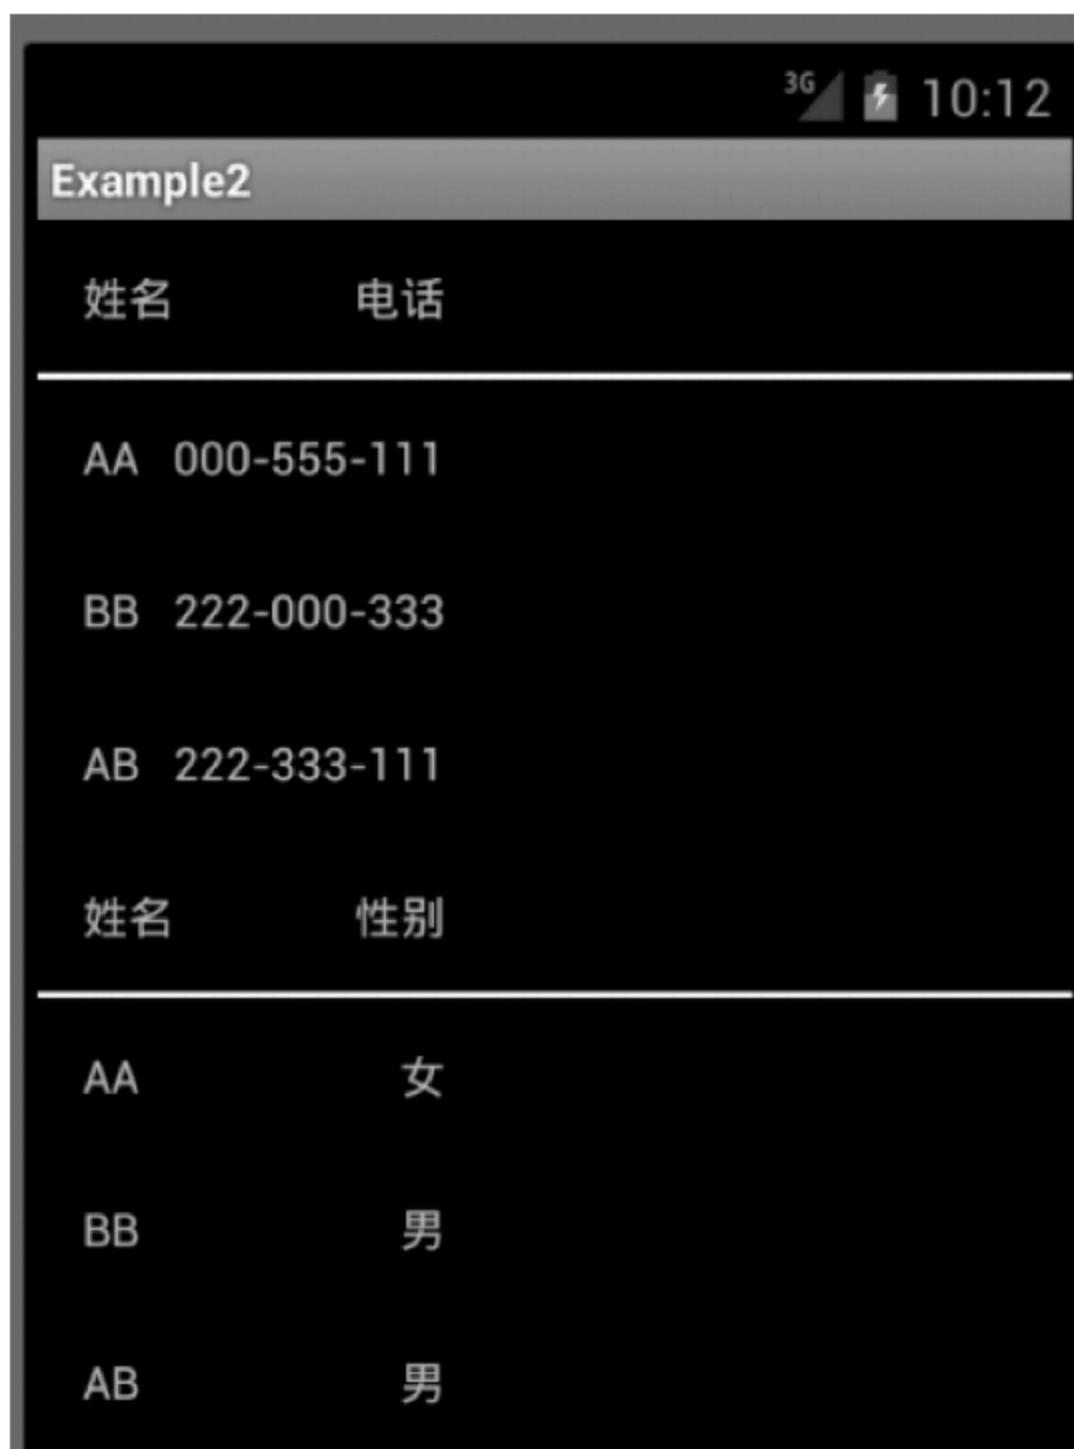 3G 10:12
Example2
姓名 电话
AA 000-555-111
BB 222-000-333
AB 222-333-111
姓名 性别
AA 女
BB 男
AB 男